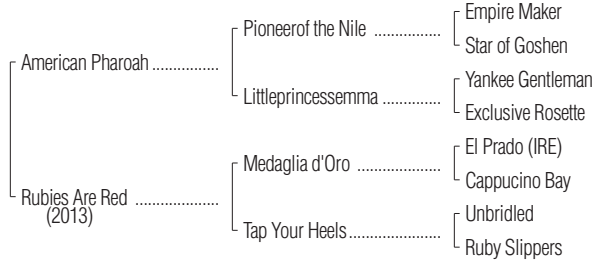 Empire Maker
Pioneerof the Nile ................
Star of Goshen
American Pharoah ................
Yankee Gentleman
Littleprincessemma ..............
Exclusive Rosette
El Prado (IRE)
Medaglia d'Oro ....................
Cappucino Bay
Rubies Are Red ....................
(2013)
Unbridled
Tap Your Heels......................
Ruby Slippers